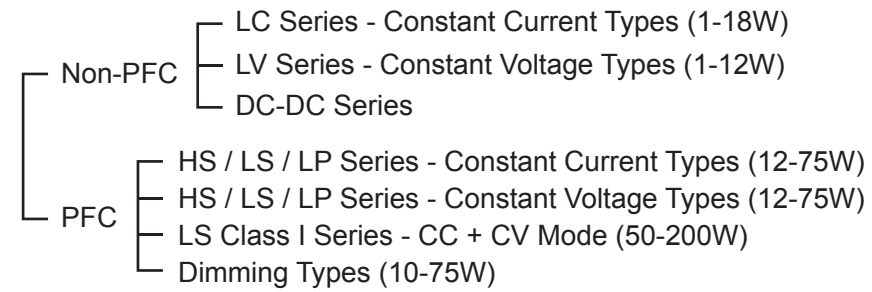 LC Series - Constant Current Types (1-18W)
Non-PFC
LV Series - Constant Voltage Types (1-12W)
DC-DC Series
HS / LS / LP Series - Constant Current Types (12-75W)
HS / LS / LP Series - Constant Voltage Types (12-75W)
PFC
LS Class I Series - CC + CV Mode (50-200W)
Dimming Types (10-75W)